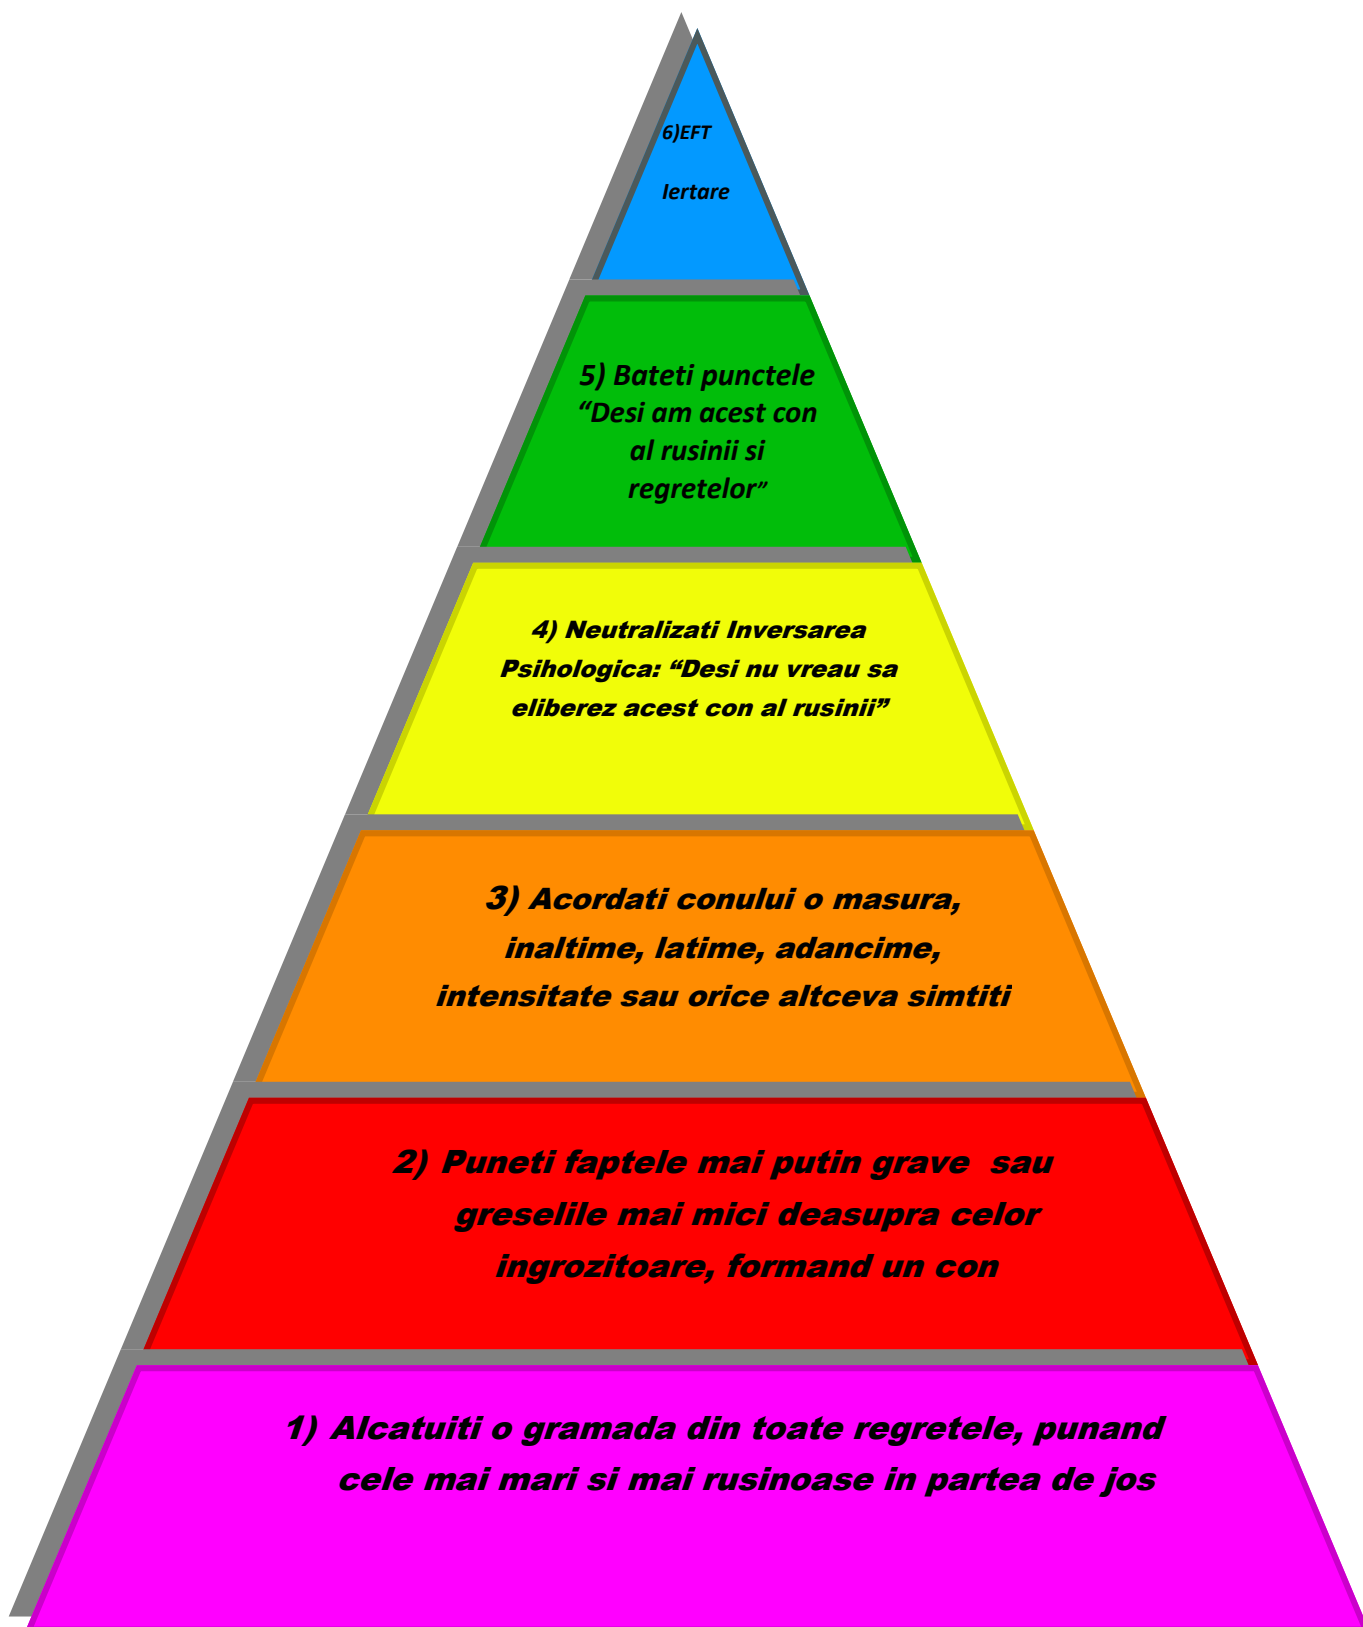 6)EFT
Iertare
5) Bateti punctele
“Desi am acest con
al rusinii si
regretelor”
4) Neutralizati Inversarea
Psihologica: “Desi nu vreau sa
eliberez acest con al rusinii”
3) Acordati conului o masura,
inaltime, latime, adancime,
intensitate sau orice altceva simtiti
2) Puneti faptele mai putin grave  sau
greselile mai mici deasupra celor
ingrozitoare, formand un con
1) Alcatuiti o gramada din toate regretele, punand
cele mai mari si mai rusinoase in partea de jos